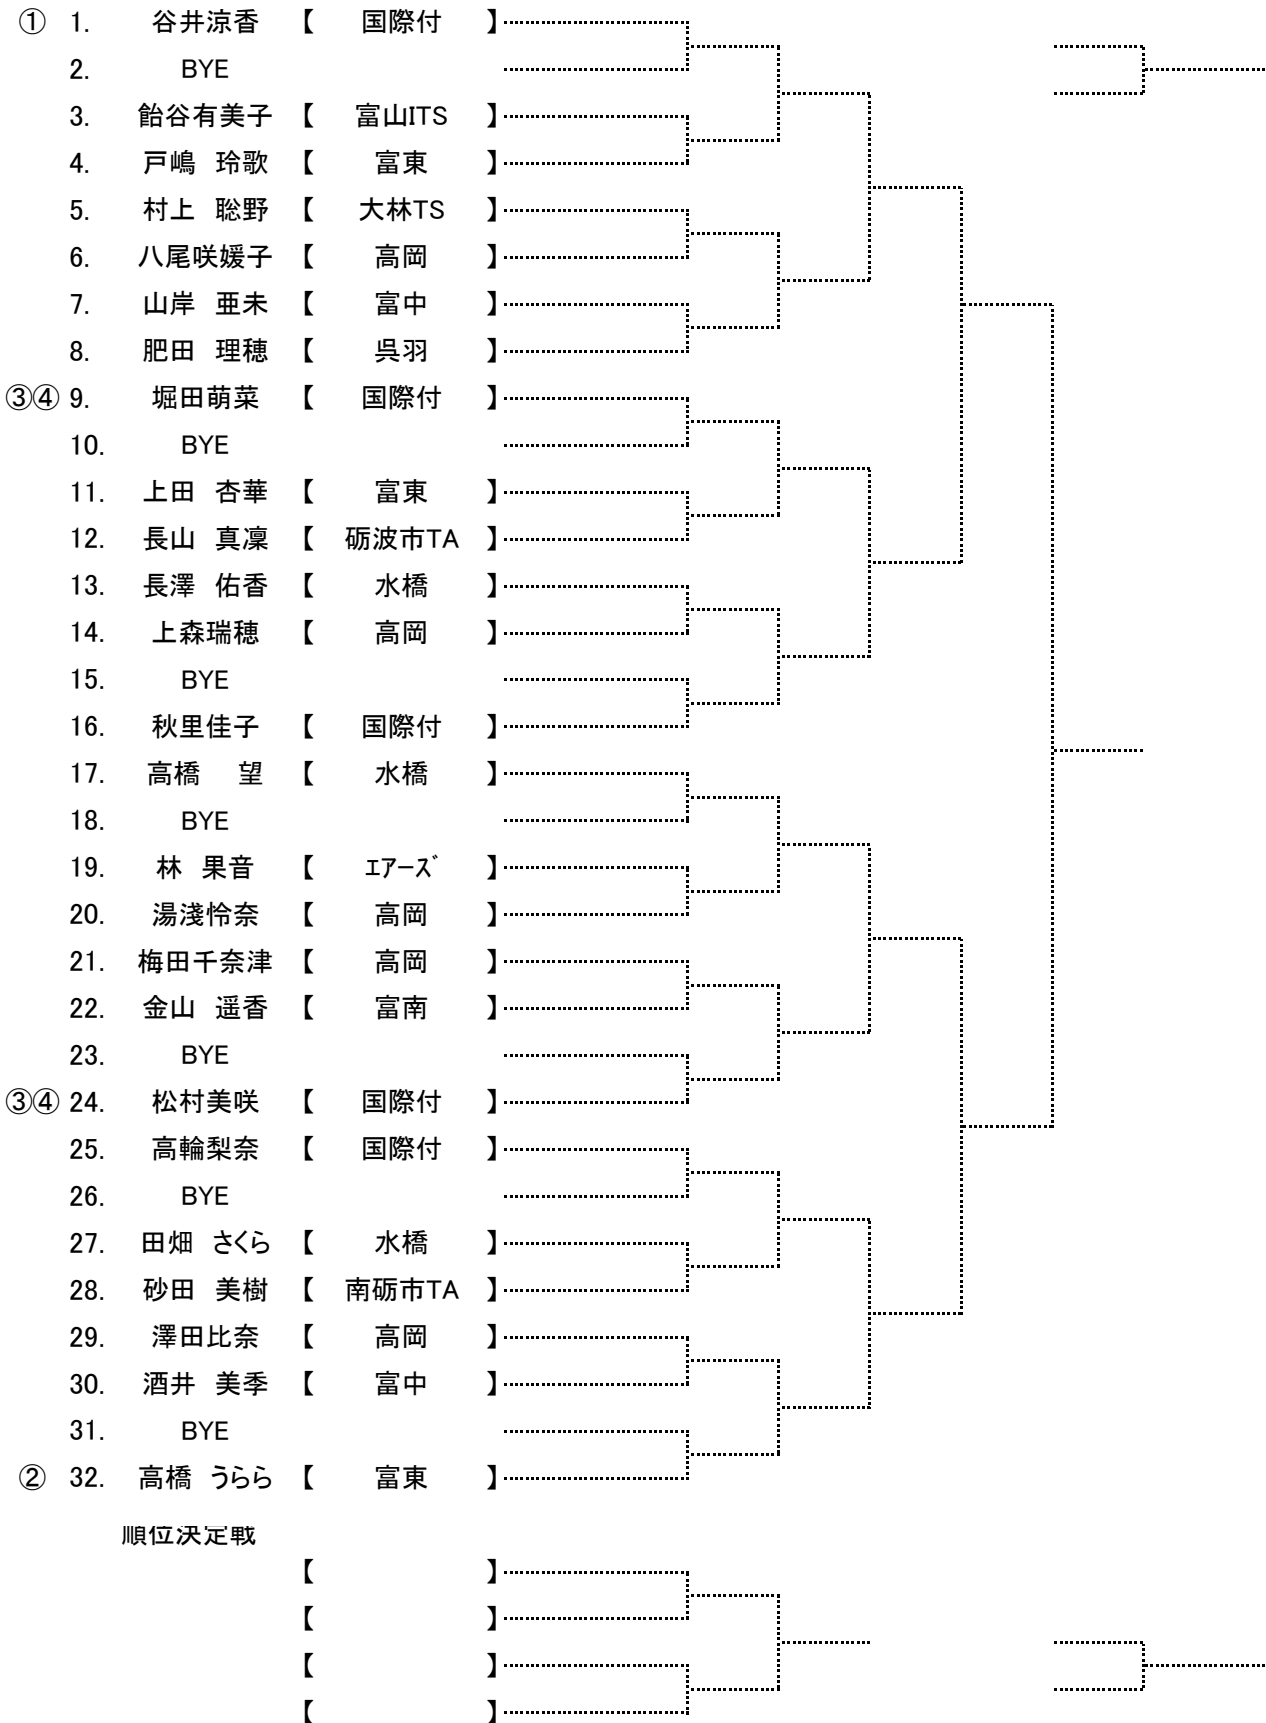 ① 1. 谷井涼香 【 国際付 】
2. BYE
3. 飴谷有美子 【 富山ITS 】
4. 戸嶋 玲歌 【 富東 】
5. 村上 聡野 【 大林TS 】
6. 八尾咲媛子 【 高岡 】
7. 山岸 亜未 【 富中 】
8. 肥田 理穂 【 呉羽 】
③④ 9. 堀田萌菜 【 国際付 】
10. BYE
11. 上田 杏華 【 富東 】
12. 長山 真凜 【 砺波市TA 】
13. 長澤 佑香 【 水橋 】
14. 上森瑞穂 【 高岡 】
15. BYE
16. 秋里佳子 【 国際付 】
17. 高橋 望 【 水橋 】
18. BYE
19. 林 果音 【 ｴｱｰｽﾞ 】
20. 湯淺怜奈 【 高岡 】
21. 梅田千奈津 【 高岡 】
22. 金山 遥香 【 富南 】
23. BYE
③④ 24. 松村美咲 【 国際付 】
25. 高輪梨奈 【 国際付 】
26. BYE
27. 田畑 さくら 【 水橋 】
28. 砂田 美樹 【 南砺市TA 】
29. 澤田比奈 【 高岡 】
30. 酒井 美季 【 富中 】
31. BYE
② 32. 高橋 うらら 【 富東 】
順位決定戦
【 】
【 】
【 】
【 】